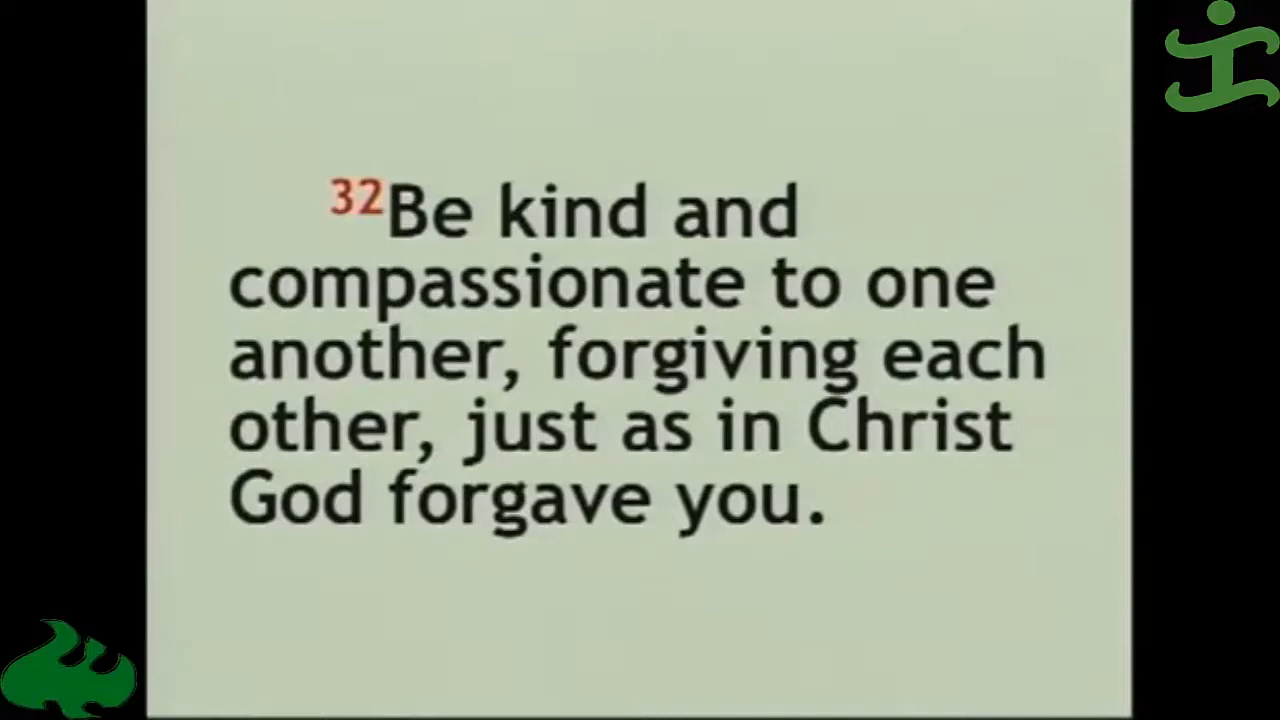 32Be kind and
compassionate to one
another, forgiving each
other, just as in Christ
God forgave you.